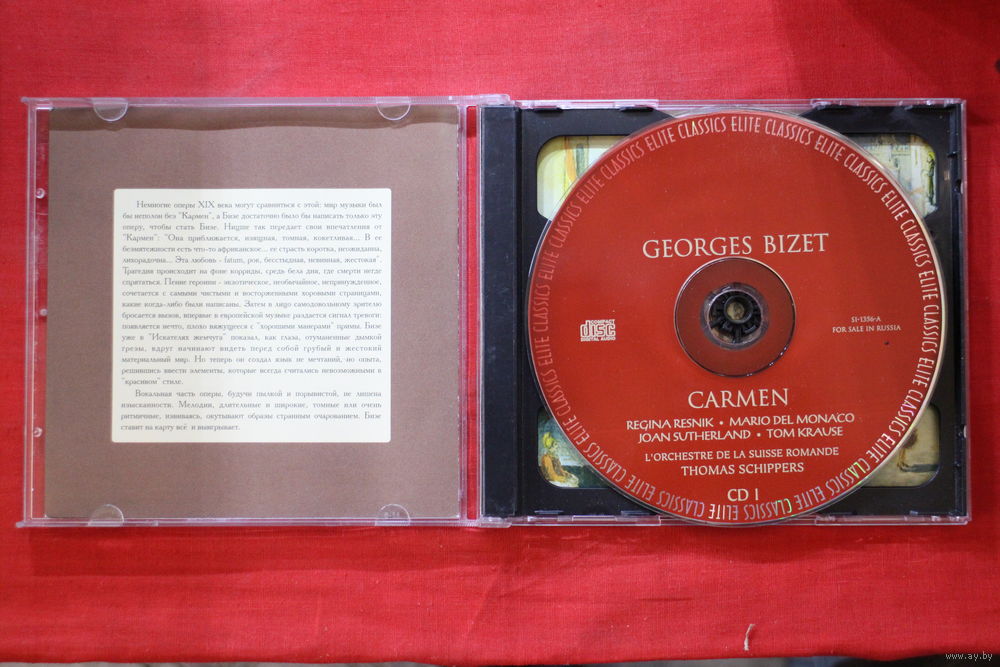 Немногие оперы XIX века могут сравниться с этой: мир музыки был
бы неполон без "Кармен", а Бизе достаточно было бы написать только эту
оперу, чтобы стать Бизе. Ницше так передает свои впечатления от
"Кармен": "Она приближается, изящная, томная, кокетливая... В ее
безмятежности есть что-то африканское... ее страсть коротка, неожиданна,
лихорадочна... Эта любовь - fatum, рок, бесстыдная, невинная, жестокая".
Трагедия происходит на фоне корриды, средь бела дня, где смерти негде
спрятаться. Пение героини - экзотическое, необычайное, непринужденное,
сочетается с самыми чистыми и восторженными хоровыми страницами,
какие когда-либо были написаны. Затем в лицо самодовольному зрителю
бросается вызов, впервые в европейской музыке раздается сигнал тревоги:
появляется нечто, плохо вяжущееся с "хорошими манерами" примы. Бизе
уже в "Искателях жемчуга" показал, как глаза, отуманенные дымкой
грезы, вдруг начинают видеть перед собой грубый и жестокий
материальный мир. Но теперь он создал язык не мечтаний, но опыта,
решившись ввести элементы, которые всегда считались невозможными в
"красивом" стиле.
Вокальная часть оперы, будучи пылкой и порывистой, не лишена
изысканности. Мелодии, длительные и широкие, томные или очень
ритмичные, извиваясь, окутывают образы странным очарованием. Бизе
ставит на карту всё и выигрывает.
ELITE CLASSICS ELITE CLASSICS ELITE CLASSICS ELITE CLASSICS ELITE CLASSICS ELITE CLASSICS ELITE CLASSICS ELITE CLASSICS ELITE CLASSICS
GEORGES BIZET
COMPACT
disc
DIGITAL AUDIO
SI-1356-A
FOR SALE IN RUSSIA
CARMEN
REGINA RESNIK • MARIO DEL MONACO
JOAN SUTHERLAND • TOM KRAUSE
L'ORCHESTRE DE LA SUISSE ROMANDE
THOMAS SCHIPPERS
CD 1
www.ay.by